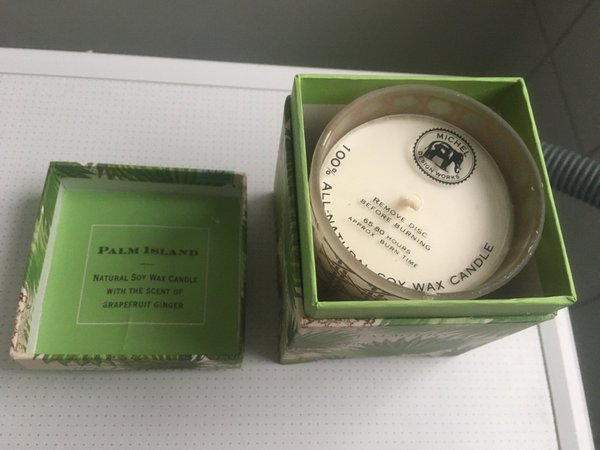 PALM ISLAND
NATURAL SOY WAX CANDLE
WITH THE SCENT OF
GRAPEFRUIT GINGER
MICHEL
DESIGN WORKS
REMOVE DISC
BEFORE BURNING
65-80 HOURS
APPROX. BURN TIME
100% ALL-NATURAL SOY WAX CANDLE